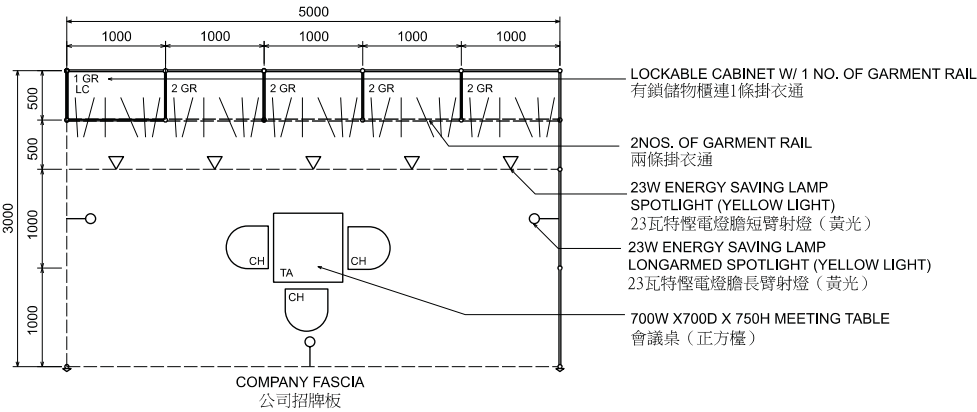 5000
1000
1000
1000
1000
1000
3000
500
500
1000
1000
1 GR
LC
2 GR
2 GR
2 GR
2 GR
CH
TA
CH
CH
COMPANY FASCIA
公司招牌板
LOCKABLE CABINET W/ 1 NO. OF GARMENT RAIL
有鎖儲物櫃連1條掛衣通
2NOS. OF GARMENT RAIL
兩條掛衣通
23W ENERGY SAVING LAMP
SPOTLIGHT (YELLOW LIGHT)
23瓦特慳電燈膽短臂射燈（黃光）
23W ENERGY SAVING LAMP
LONGARMED SPOTLIGHT (YELLOW LIGHT)
23瓦特慳電燈膽長臂射燈（黃光）
700W X700D X 750H MEETING TABLE
會議桌（正方檯）